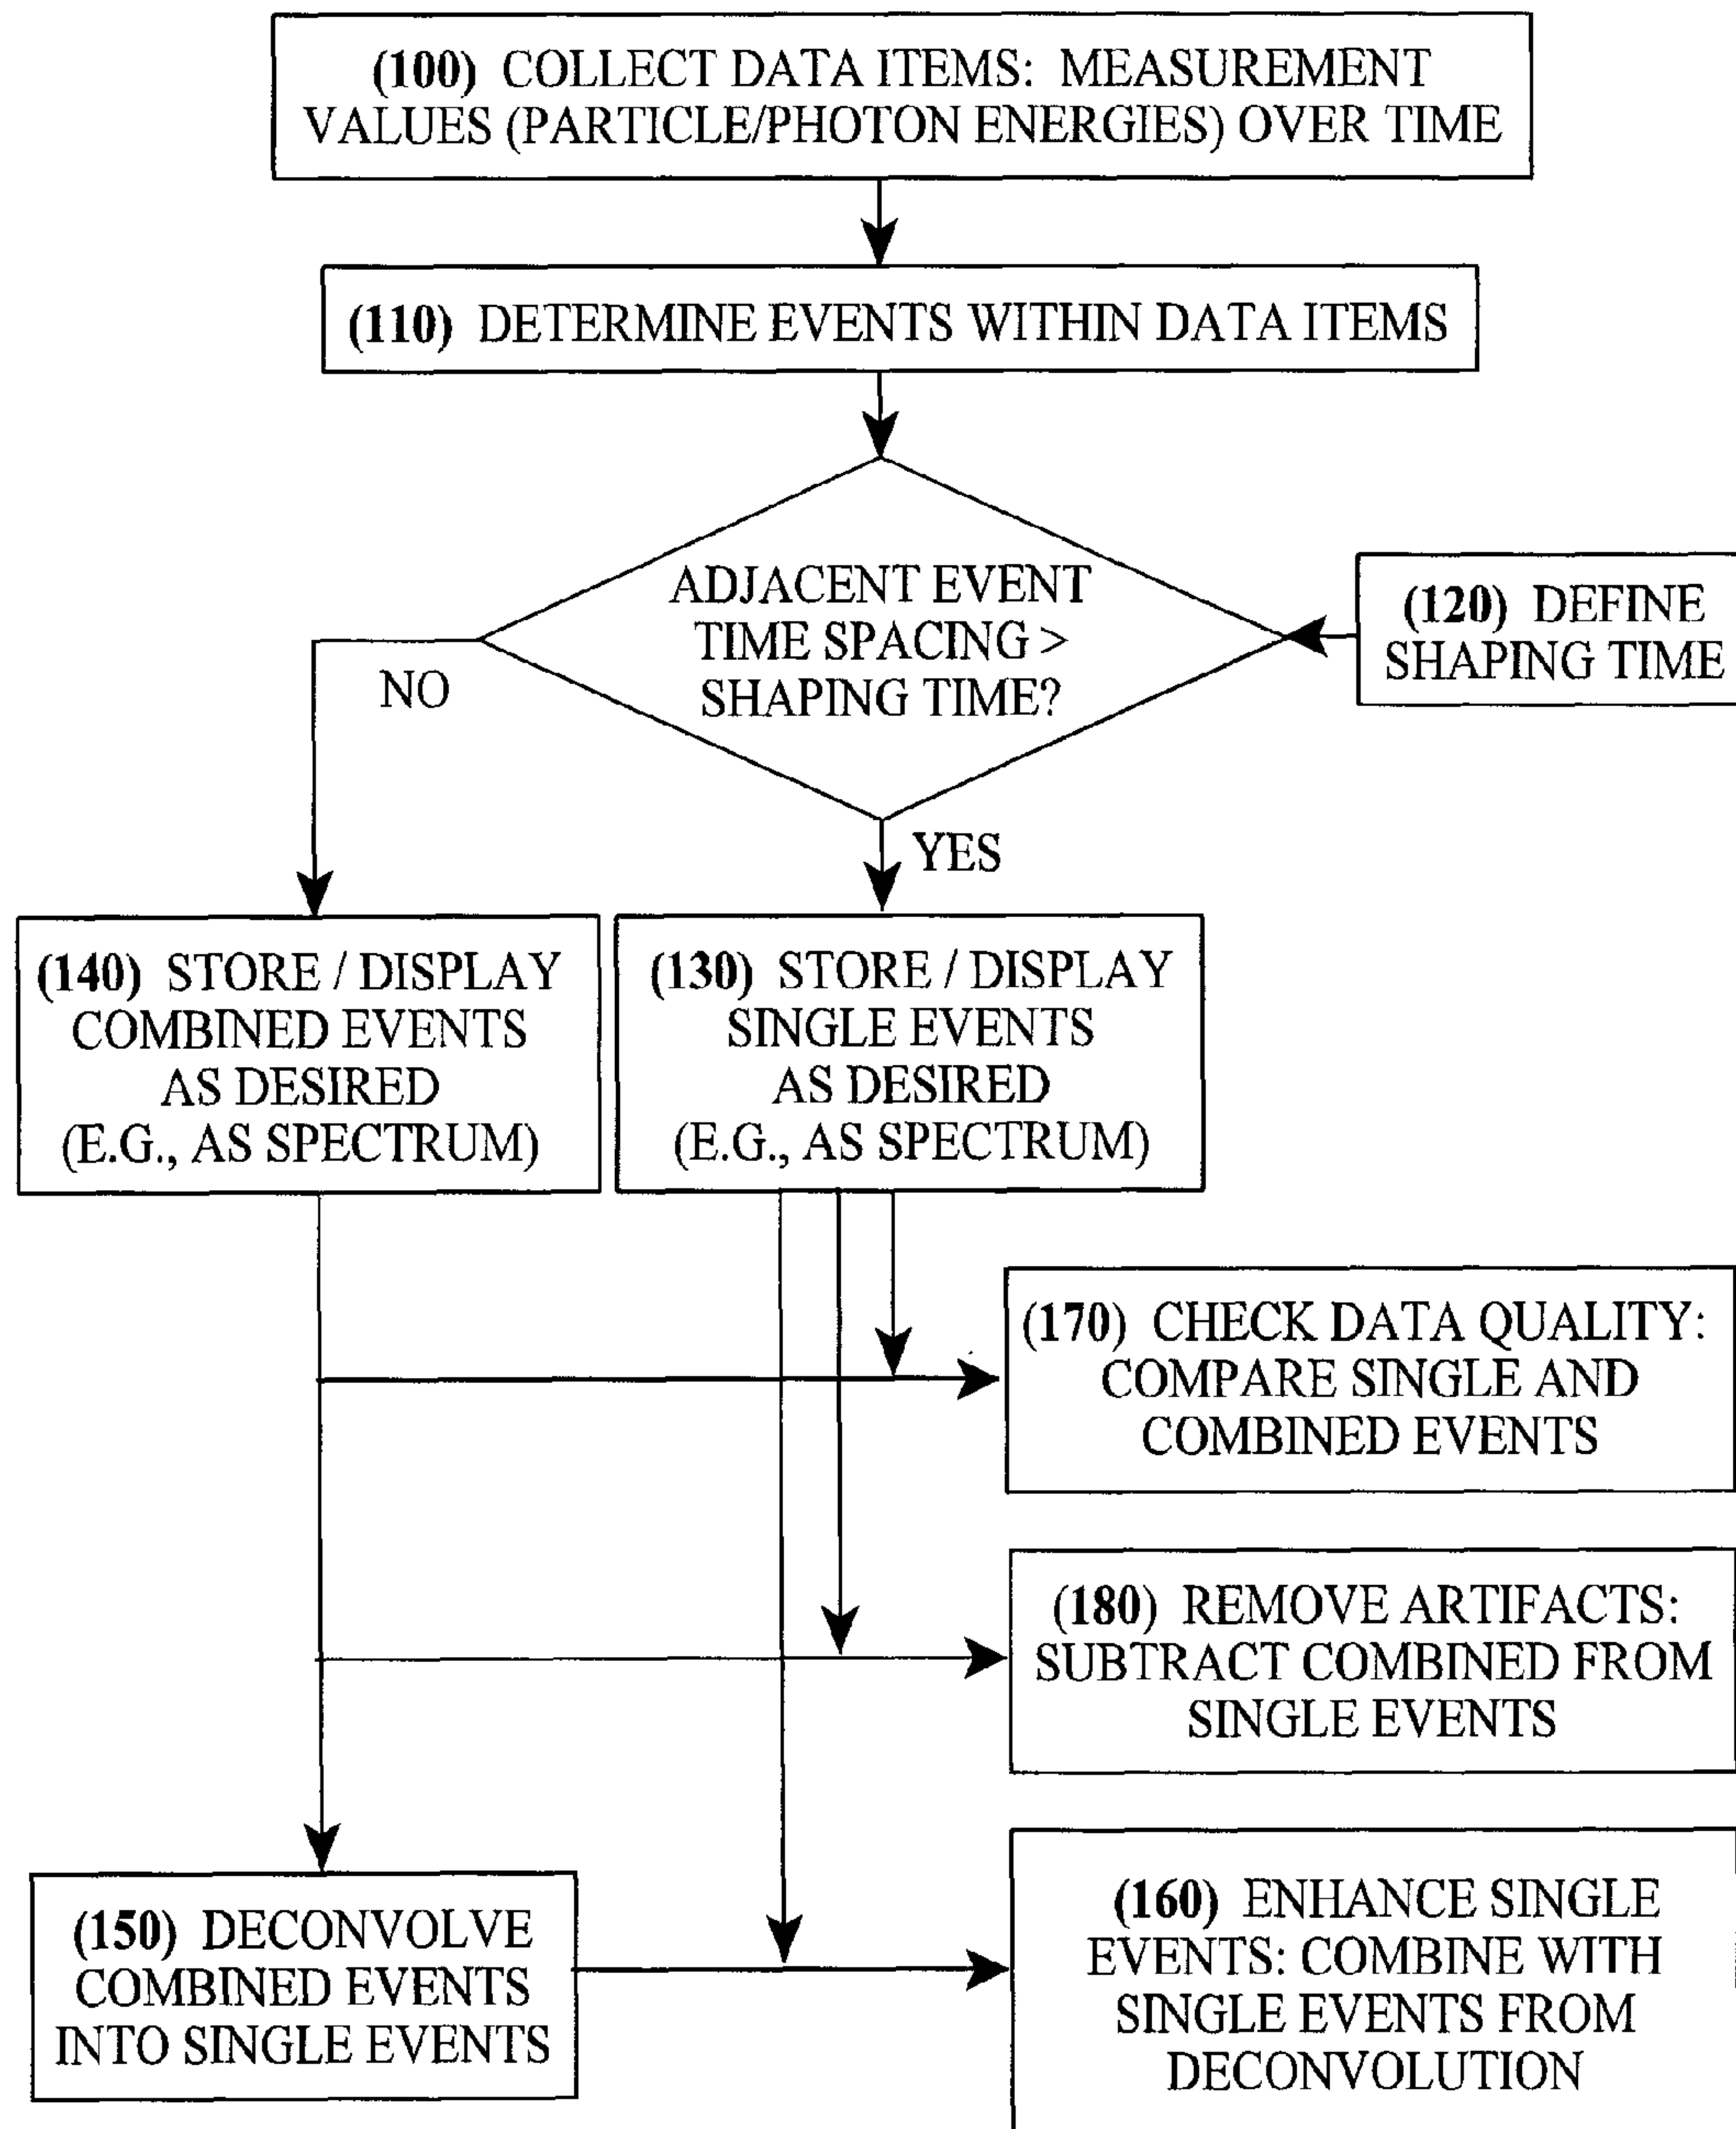 (100) COLLECT DATA ITEMS: MEASUREMENT
VALUES (PARTICLE/PHOTON ENERGIES) OVER TIME
(110) DETERMINE EVENTS WITHIN DATA ITEMS
ADJACENT EVENT
TIME SPACING >
SHAPING TIME?
(120) DEFINE
SHAPING TIME
NO
YES
(140) STORE / DISPLAY
COMBINED EVENTS
AS DESIRED
(E.G., AS SPECTRUM)
(130) STORE / DISPLAY
SINGLE EVENTS
AS DESIRED
(E.G., AS SPECTRUM)
(170) CHECK DATA QUALITY:
COMPARE SINGLE AND
COMBINED EVENTS
(180) REMOVE ARTIFACTS:
SUBTRACT COMBINED FROM
SINGLE EVENTS
(150) DECONVOLVE
COMBINED EVENTS
INTO SINGLE EVENTS
(160) ENHANCE SINGLE
EVENTS: COMBINE WITH
SINGLE EVENTS FROM
DECONVOLUTION